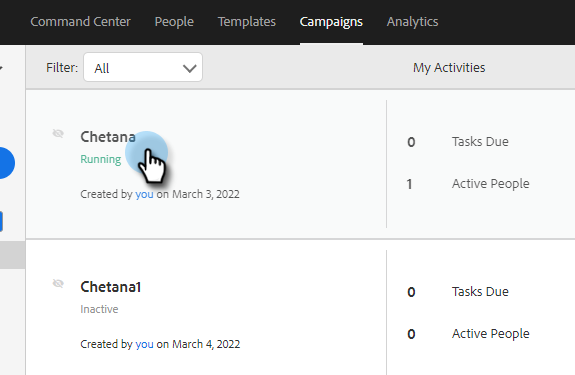 Command Center People Templates Campaigns Analytics
Filter: All My Activities
Chetana
Running
Created by you on March 3, 2022
0 Tasks Due
1 Active People
Chetana1
Inactive
Created by you on March 4, 2022
0 Tasks Due
0 Active People